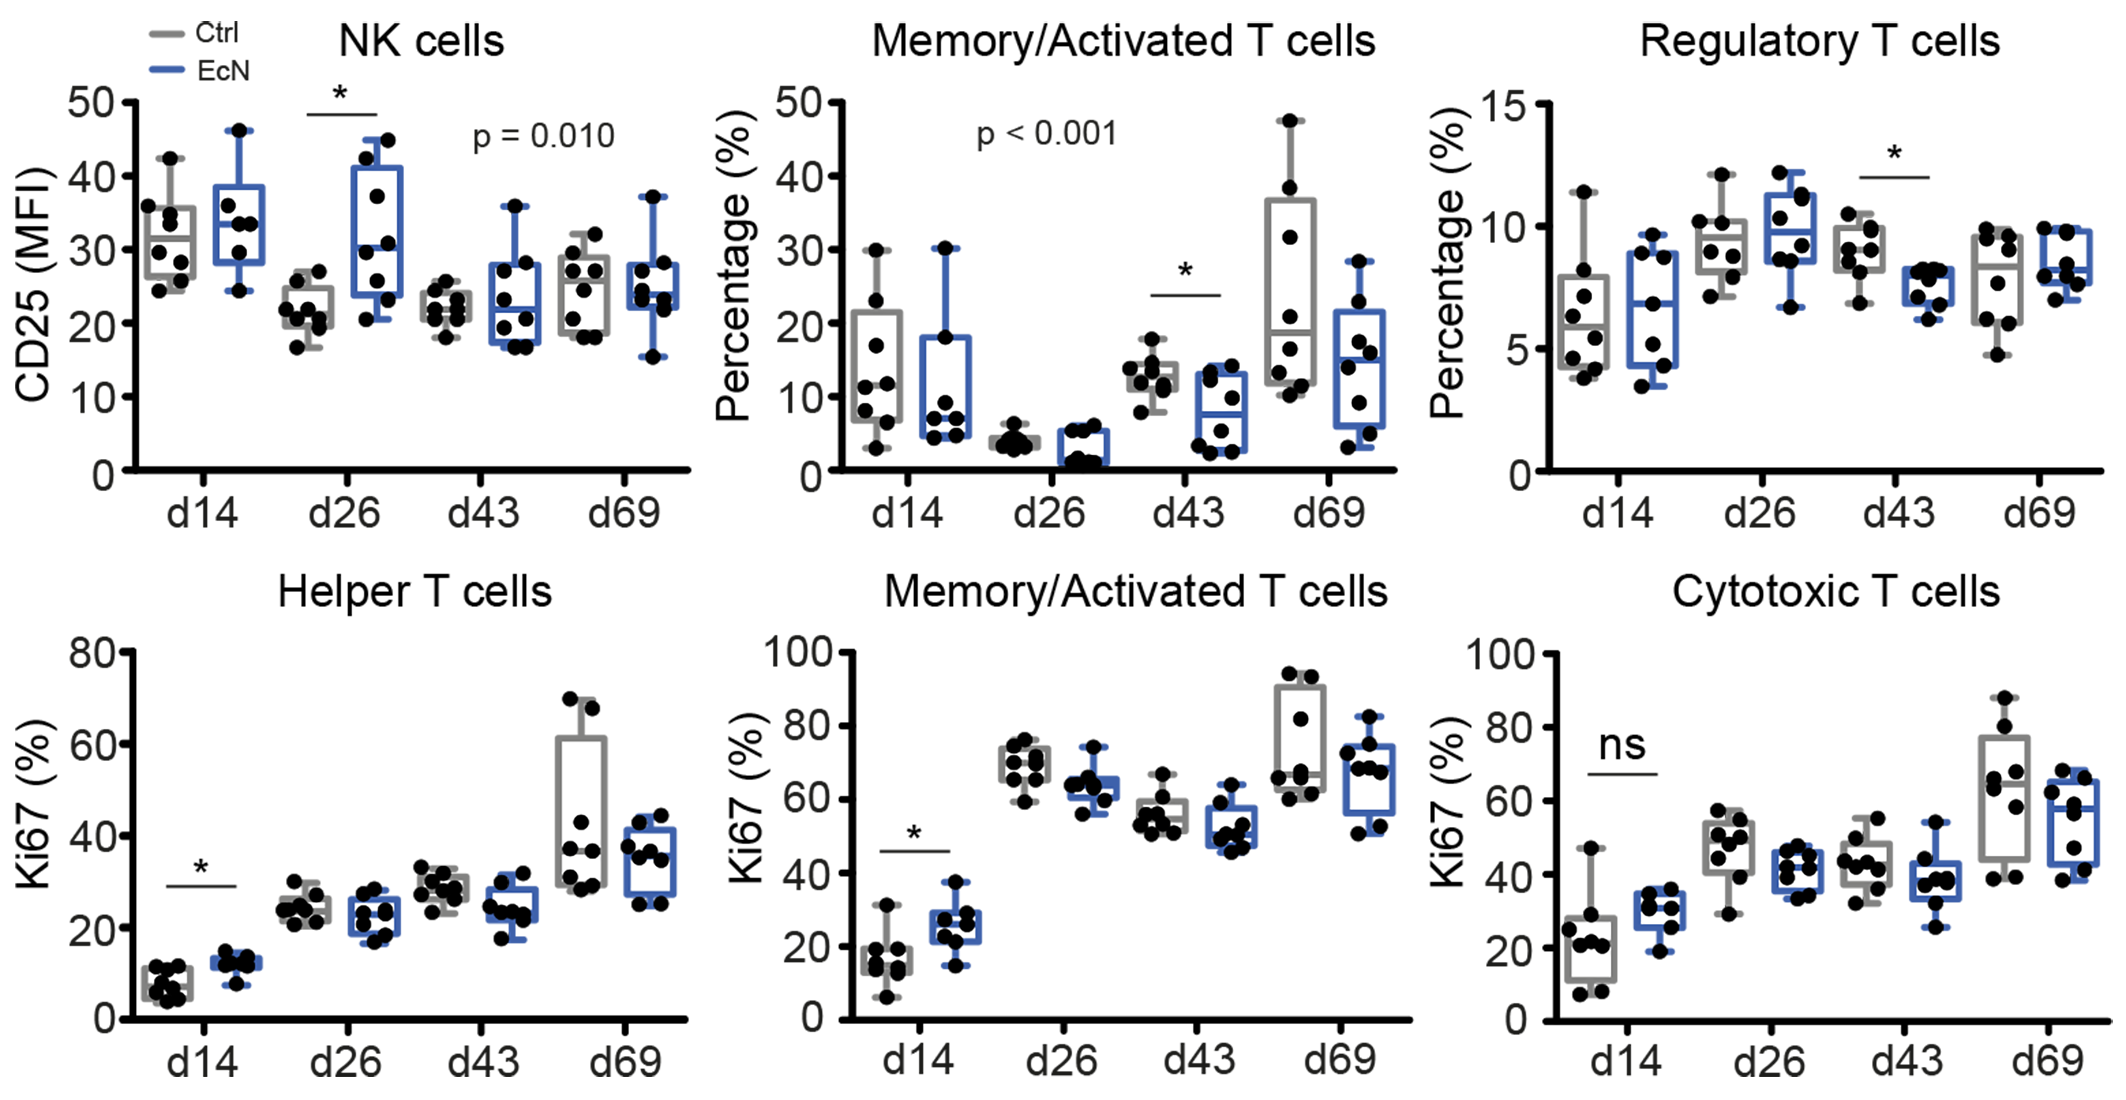 Ctrl
EcN
NK cells
CD25 (MFI)
50
40
30
20
10
0
*
p = 0.010
d14
d26
d43
d69
Memory/Activated T cells
Percentage (%)
50
40
30
20
10
0
p < 0.001
*
d14
d26
d43
d69
Regulatory T cells
Percentage (%)
15
10
5
0
*
d14
d26
d43
d69
Helper T cells
Ki67 (%)
80
60
40
20
0
*
d14
d26
d43
d69
Memory/Activated T cells
Ki67 (%)
100
80
60
40
20
0
*
d14
d26
d43
d69
Cytotoxic T cells
Ki67 (%)
100
80
60
40
20
0
ns
d14
d26
d43
d69